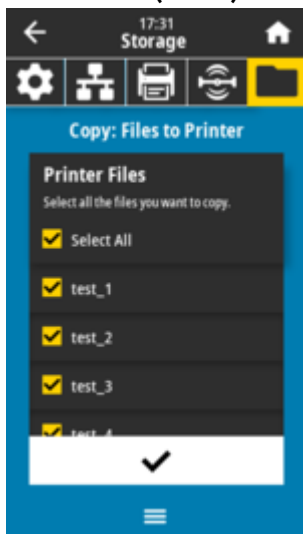 17:31
Storage
Copy: Files to Printer
Printer Files
Select all the files you want to copy.
Select All
test_1
test_2
test_3
test_4